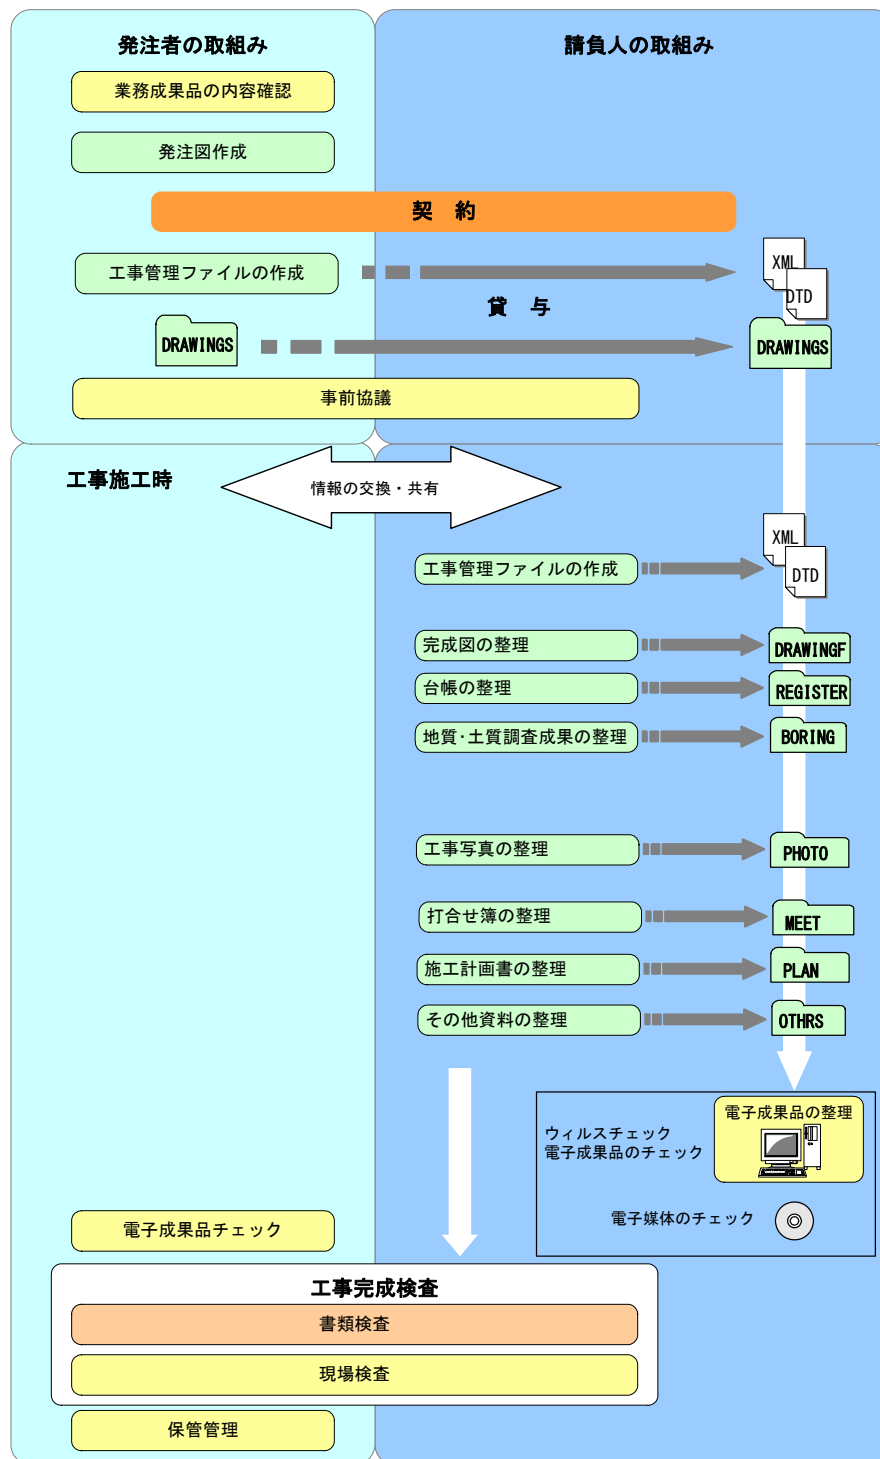 発注者の取組み
請負人の取組み
業務成果品の内容確認
発注図作成
契　約
工事管理ファイルの作成
XML
DTD
貸　与
DRAWINGS
DRAWINGS
事前協議
工事施工時
情報の交換・共有
XML
工事管理ファイルの作成
DTD
完成図の整理
DRAWINGF
台帳の整理
REGISTER
地質・土質調査成果の整理
BORING
工事写真の整理
PHOTO
打合せ簿の整理
MEET
施工計画書の整理
PLAN
その他資料の整理
OTHRS
電子成果品の整理
ウィルスチェック
電子成果品のチェック
電子媒体のチェック
電子成果品チェック
工事完成検査
書類検査
現場検査
保管管理